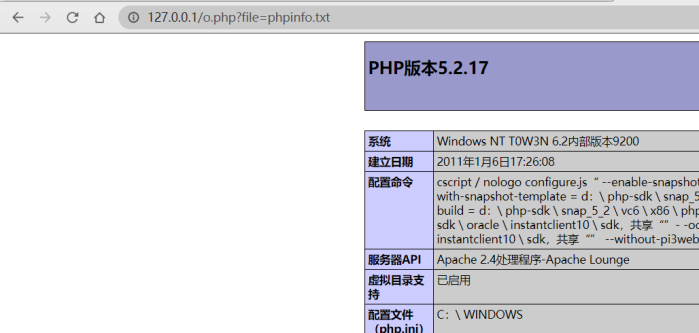 127.0.0.1/o.php?file=phpinfo.txt
PHP版本5.2.17
系统 Windows NT T0W3N 6.2内部版本9200
建立日期 2011年1月6日17:26:08
配置命令 cscript / nologo configure.js “ --enable-snapshot
with-snapshot-template = d：\ php-sdk \ snap_5
build = d：\ php-sdk \ snap_5_2 \ vc6 \ x86 \ php
sdk \ oracle \ instantclient10 \ sdk，共享“” - -oc
instantclient10 \ sdk，共享“” --without-pi3web
服务器API Apache 2.4处理程序-Apache Lounge
虚拟目录支 已启用
持
配置文件 C：\ WINDOWS
（php.ini）